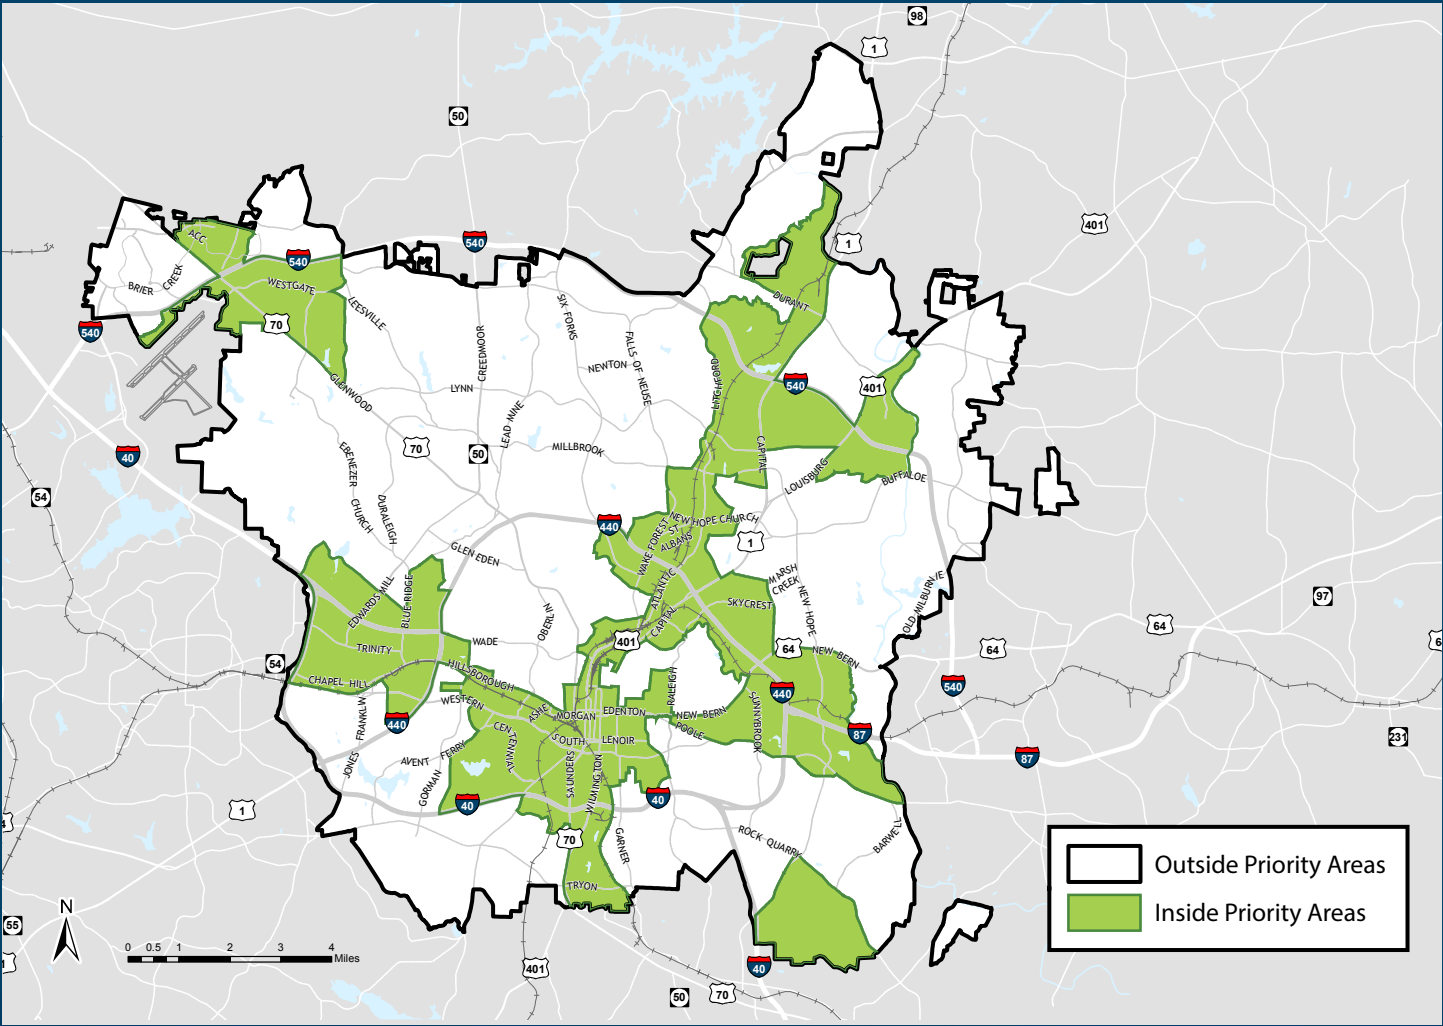 98
1
50
401
540
1
ACC
540
BRIER
CREEK
WESTGATE
70
LEESVILLE
540
DURANT
SIX FORKS
FALLS OF NEUSE
CREEDMOOR
NEWTON
LYNN
GLENWOOD
LITCHFORD
540
401
LEAD MINE
70
50
MILLBROOK
CAPITAL
LOUISBURG
BUFFALOE
40
54
EBENEZER
CHURCH
DURALEIGH
440
NEW HOPE CHURCH
WAKE FOREST
ST.
ALBANS
1
GLEN EDEN
MARSH
CREEK
NEW HOPE
SKYCREST
ATLANTIC
CAPITAL
OLD MILBURNIE
97
64
64
EDWARDS MILL
BLUE RIDGE
OBERLIN
401
WADE
TRINITY
64
NEW BERN
54
CHAPEL HILL
HILLSBOROUGH
RALEIGH
540
440
WESTERN
ASHE
MORGAN
EDENTON
NEW BERN
POOLE
SUNNYBROOK
FRANKLIN
440
CENTENNIAL
SOUTH
LENOIR
87
87
231
JONES
AVENT FERRY
GORMAN
SAUNDERS
WILMINGTON
40
40
1
70
GARNER
ROCK QUARRY
BARWELL
TRYON
Outside Priority Areas
Inside Priority Areas
N
55
0 0.5 1 2 3 4
Miles
401
40
50
70